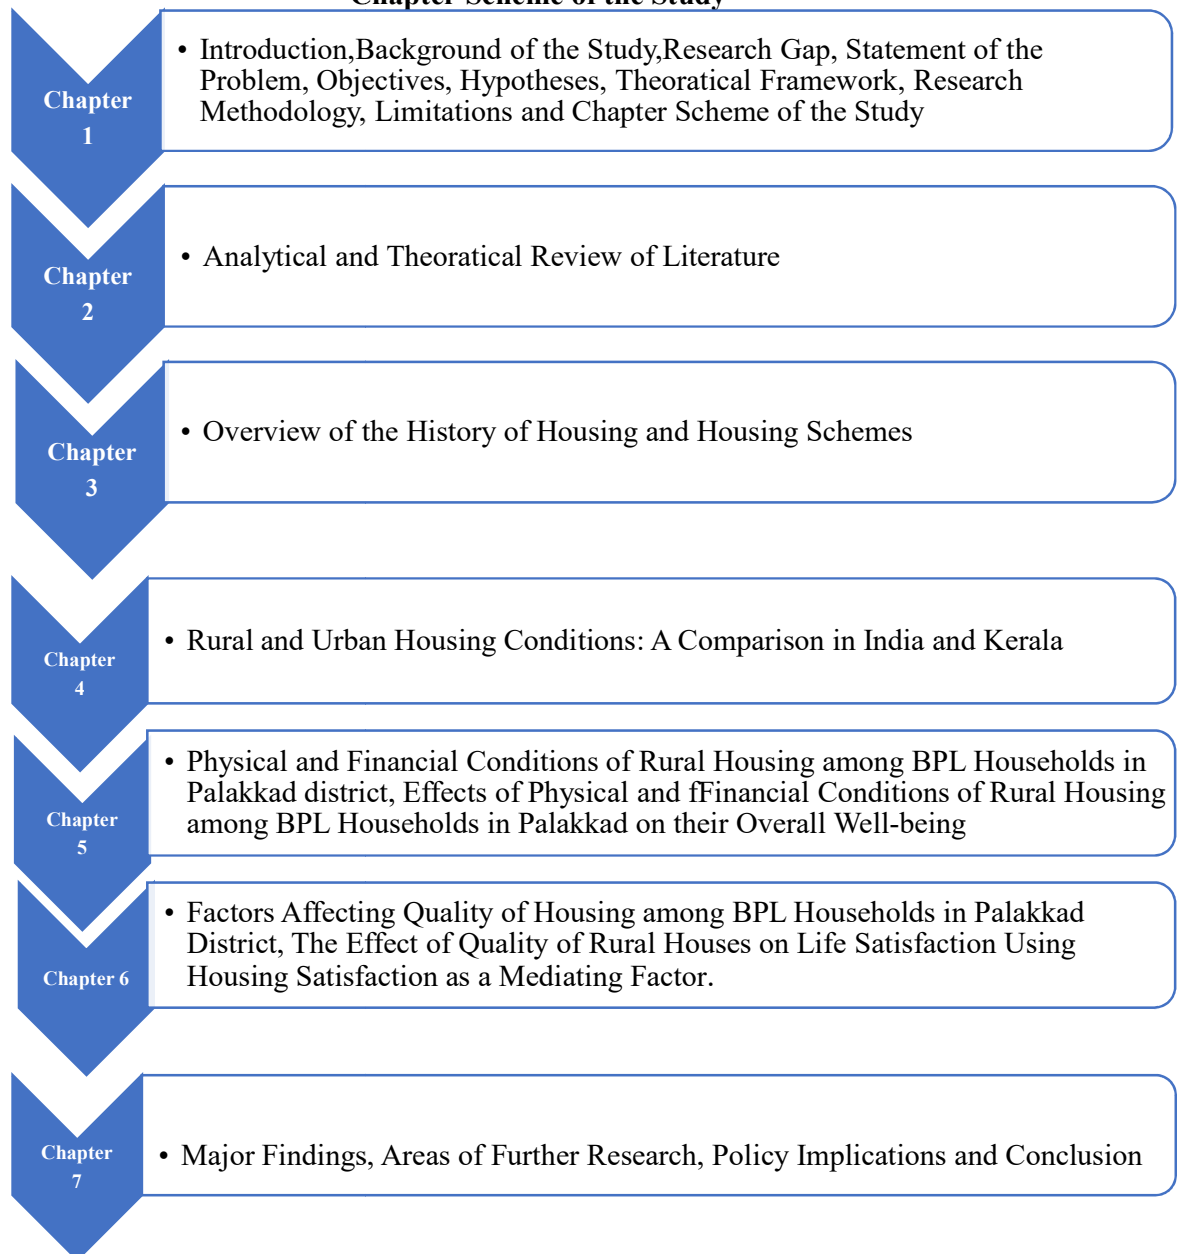 Chapter Scheme of the Study
Chapter
1
• Introduction,Background of the Study,Research Gap, Statement of the
Problem, Objectives, Hypotheses, Theoratical Framework, Research
Methodology, Limitations and Chapter Scheme of the Study
Chapter
2
• Analytical and Theoratical Review of Literature
Chapter
3
• Overview of the History of Housing and Housing Schemes
Chapter
4
• Rural and Urban Housing Conditions: A Comparison in India and Kerala
Chapter
5
• Physical and Financial Conditions of Rural Housing among BPL Households in
Palakkad district, Effects of Physical and fFinancial Conditions of Rural Housing
among BPL Households in Palakkad on their Overall Well-being
Chapter 6
• Factors Affecting Quality of Housing among BPL Households in Palakkad
District, The Effect of Quality of Rural Houses on Life Satisfaction Using
Housing Satisfaction as a Mediating Factor.
Chapter
7
• Major Findings, Areas of Further Research, Policy Implications and Conclusion